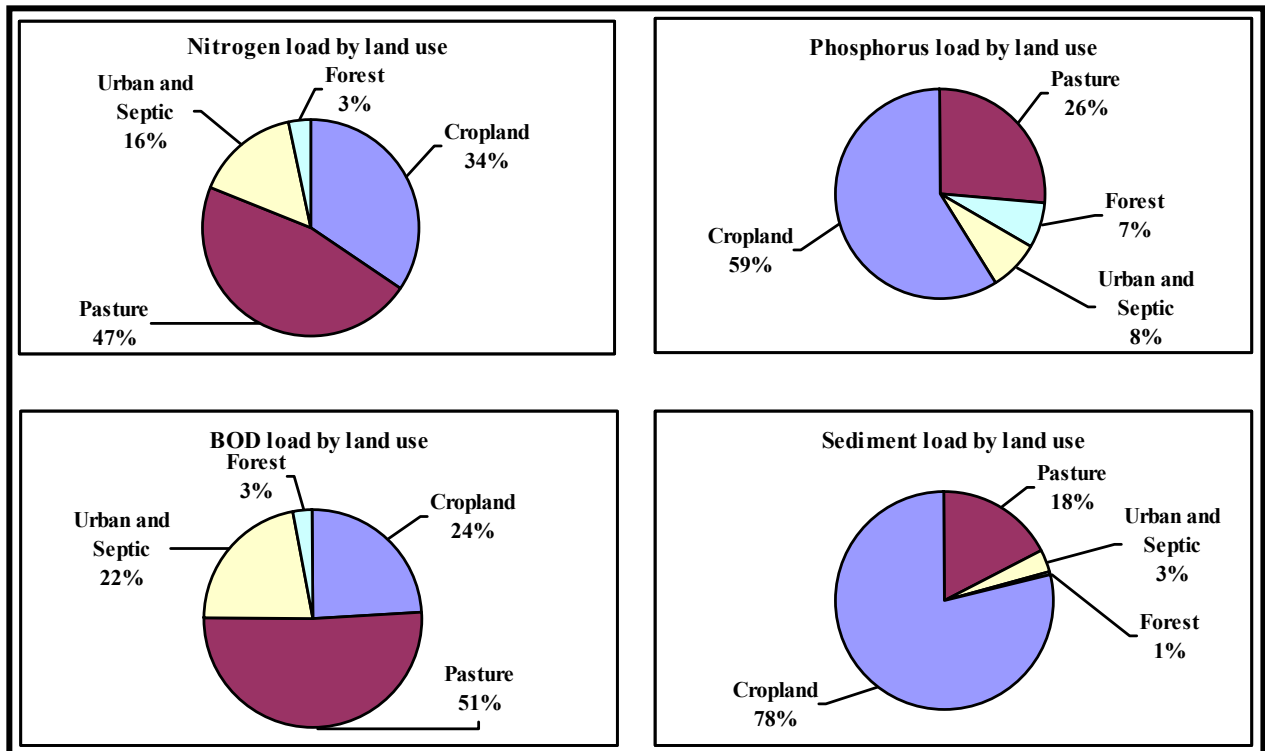 Nitrogen load by land use
Urban and
Septic
16%
Forest
3%
Cropland
34%
Pasture
47%
Phosphorus load by land use
Pasture
26%
Forest
7%
Urban and
Septic
8%
Cropland
59%
BOD load by land use
Forest
3%
Urban and
Septic
22%
Cropland
24%
Pasture
51%
Sediment load by land use
Pasture
18%
Urban and
Septic
3%
Forest
1%
Cropland
78%